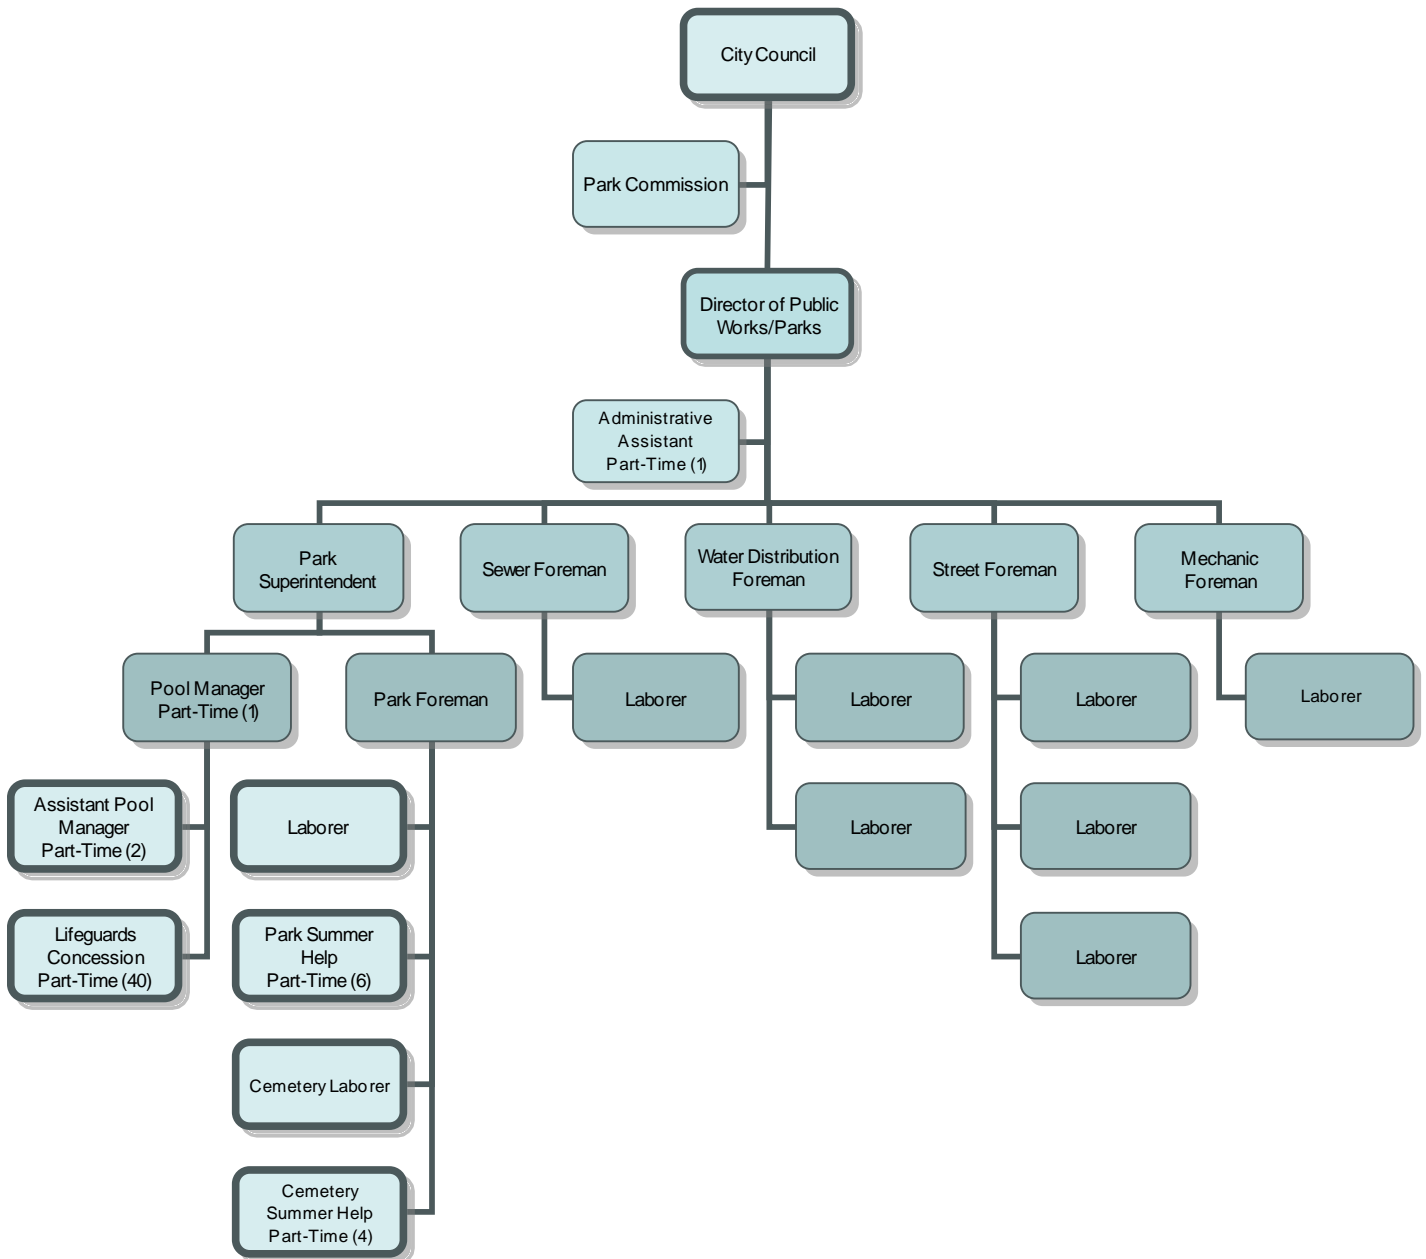 City Council
Park Commission
Director of Public
Works/Parks
Administrative
Assistant
Part-Time (1)
Park
Superintendent
Sewer Foreman
Water Distribution
Foreman
Street Foreman
Mechanic
Foreman
Pool Manager
Part-Time (1)
Park Foreman
Laborer
Laborer
Laborer
Laborer
Assistant Pool
Manager
Part-Time (2)
Laborer
Laborer
Laborer
Lifeguards
Concession
Part-Time (40)
Park Summer
Help
Part-Time (6)
Laborer
Cemetery Laborer
Cemetery
Summer Help
Part-Time (4)